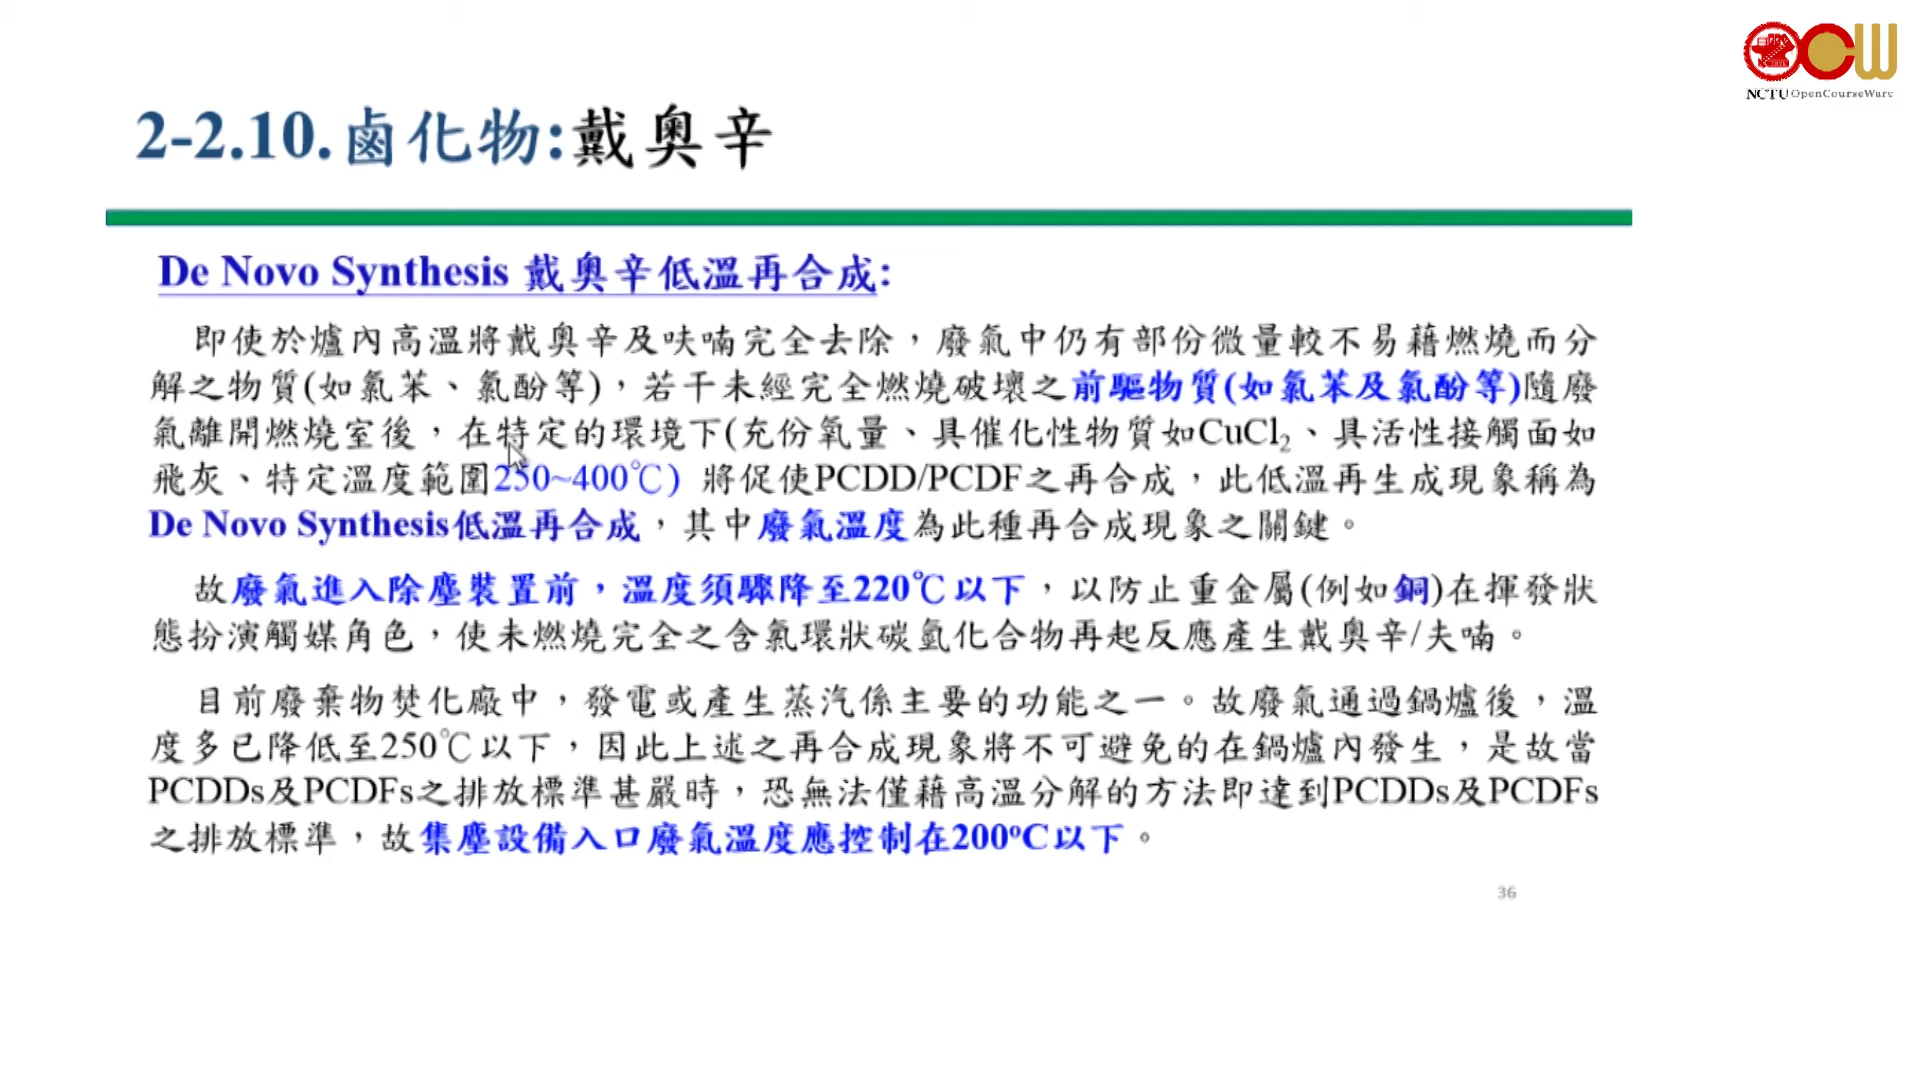 NCTU OpenCourseWare
2-2.10.鹵化物:戴奧辛
De Novo Synthesis 戴奧辛低溫再合成:
即使於爐內高溫將戴奧辛及呋喃完全去除，廢氣中仍有部份微量較不易藉燃燒而分
解之物質(如氯苯、氯酚等)，若干未經完全燃燒破壞之前驅物質(如氯苯及氯酚等)隨廢
氣離開燃燒室後，在特定的環境下(充份氧量、具催化性物質如CuCl₂、具活性接觸面如
飛灰、特定溫度範圍250~400℃) 將促使PCDD/PCDF之再合成，此低溫再生成現象稱為
De Novo Synthesis低溫再合成，其中廢氣溫度為此種再合成現象之關鍵。
故廢氣進入除塵裝置前，溫度須驟降至220℃以下，以防止重金屬(例如銅)在揮發狀
態扮演觸媒角色，使未燃燒完全之含氯環狀碳氫化合物再起反應產生戴奧辛/夫喃。
目前廢棄物焚化廠中，發電或產生蒸汽係主要的功能之一。故廢氣通過鍋爐後，溫
度多已降低至250℃以下，因此上述之再合成現象將不可避免的在鍋爐內發生，是故當
PCDDs及PCDFs之排放標準甚嚴時，恐無法僅藉高溫分解的方法即達到PCDDs及PCDFs
之排放標準，故集塵設備入口廢氣溫度應控制在200ºC以下。
36